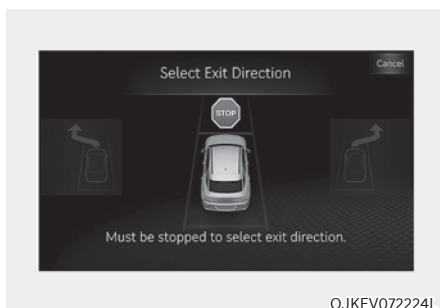 Cancel
Select Exit Direction
STOP
Must be stopped to select exit direction.
OJKEV072224L